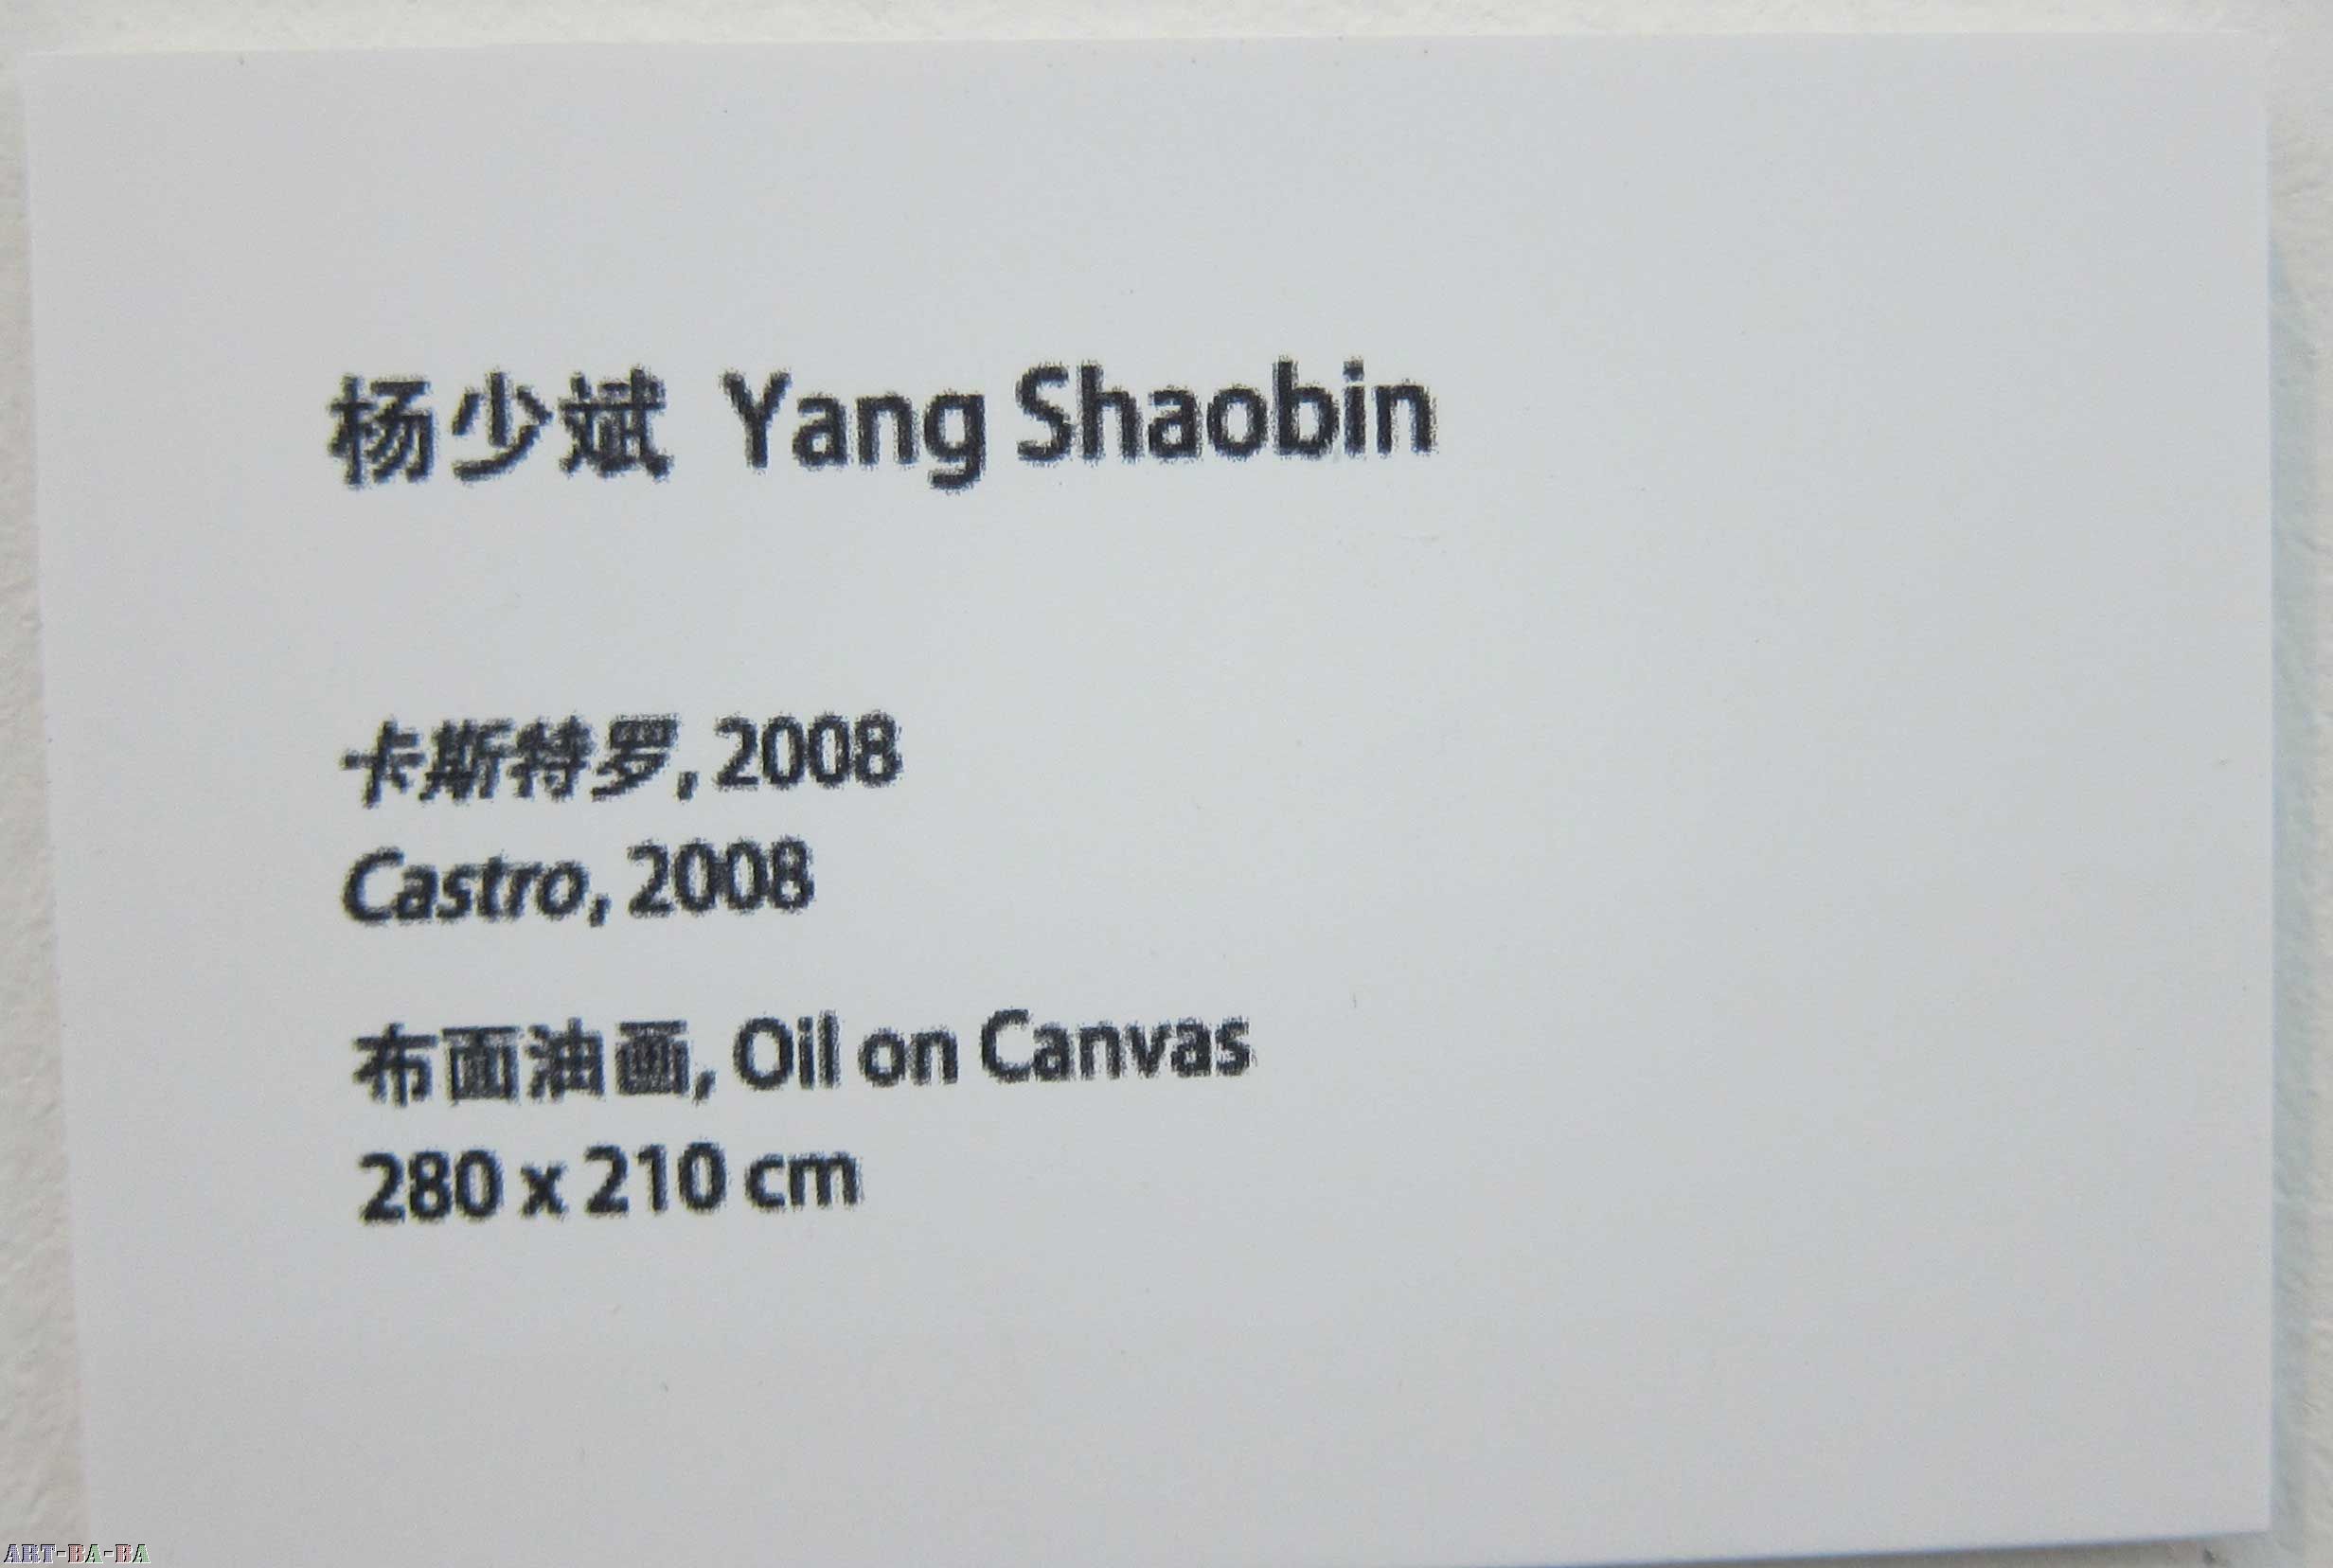 杨少斌 Yang Shaobin
卡斯特罗, 2008
Castro, 2008
布面油画, Oil on Canvas
280 x 210 cm
ART-BA-BA